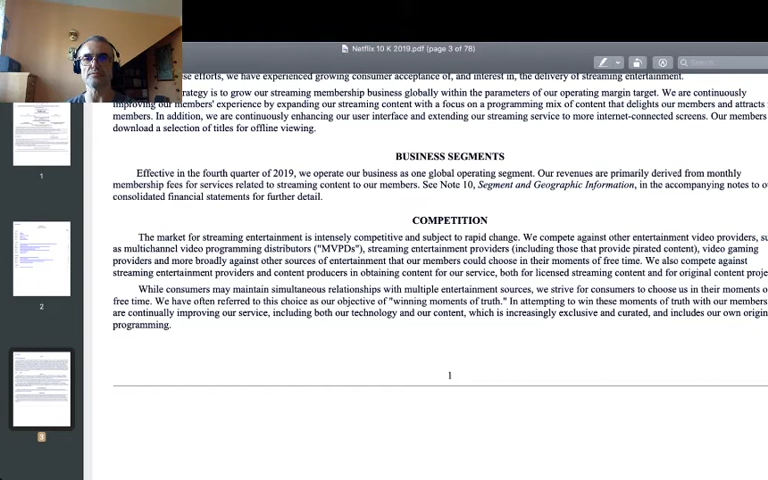 Netflix 10 K 2019.pdf (page 3 of 78)
Search
se efforts, we have experienced growing consumer acceptance of, and interest in, the delivery of streaming entertainment.
trategy is to grow our streaming membership business globally within the parameters of our operating margin target. We are continuously
improving our members' experience by expanding our streaming content with a focus on a programming mix of content that delights our members and attracts
members. In addition, we are continuously enhancing our user interface and extending our streaming service to more internet-connected screens. Our members
download a selection of titles for offline viewing.
BUSINESS SEGMENTS
Effective in the fourth quarter of 2019, we operate our business as one global operating segment. Our revenues are primarily derived from monthly
membership fees for services related to streaming content to our members. See Note 10, Segment and Geographic Information, in the accompanying notes to o
consolidated financial statements for further detail.
COMPETITION
The market for streaming entertainment is intensely competitive and subject to rapid change. We compete against other entertainment video providers, su
as multichannel video programming distributors ("MVPDs"), streaming entertainment providers (including those that provide pirated content), video gaming
providers and more broadly against other sources of entertainment that our members could choose in their moments of free time. We also compete against
streaming entertainment providers and content producers in obtaining content for our service, both for licensed streaming content and for original content proje
While consumers may maintain simultaneous relationships with multiple entertainment sources, we strive for consumers to choose us in their moments o
free time. We have often referred to this choice as our objective of "winning moments of truth." In attempting to win these moments of truth with our members
are continually improving our service, including both our technology and our content, which is increasingly exclusive and curated, and includes our own origin
programming.
1
1
2
3